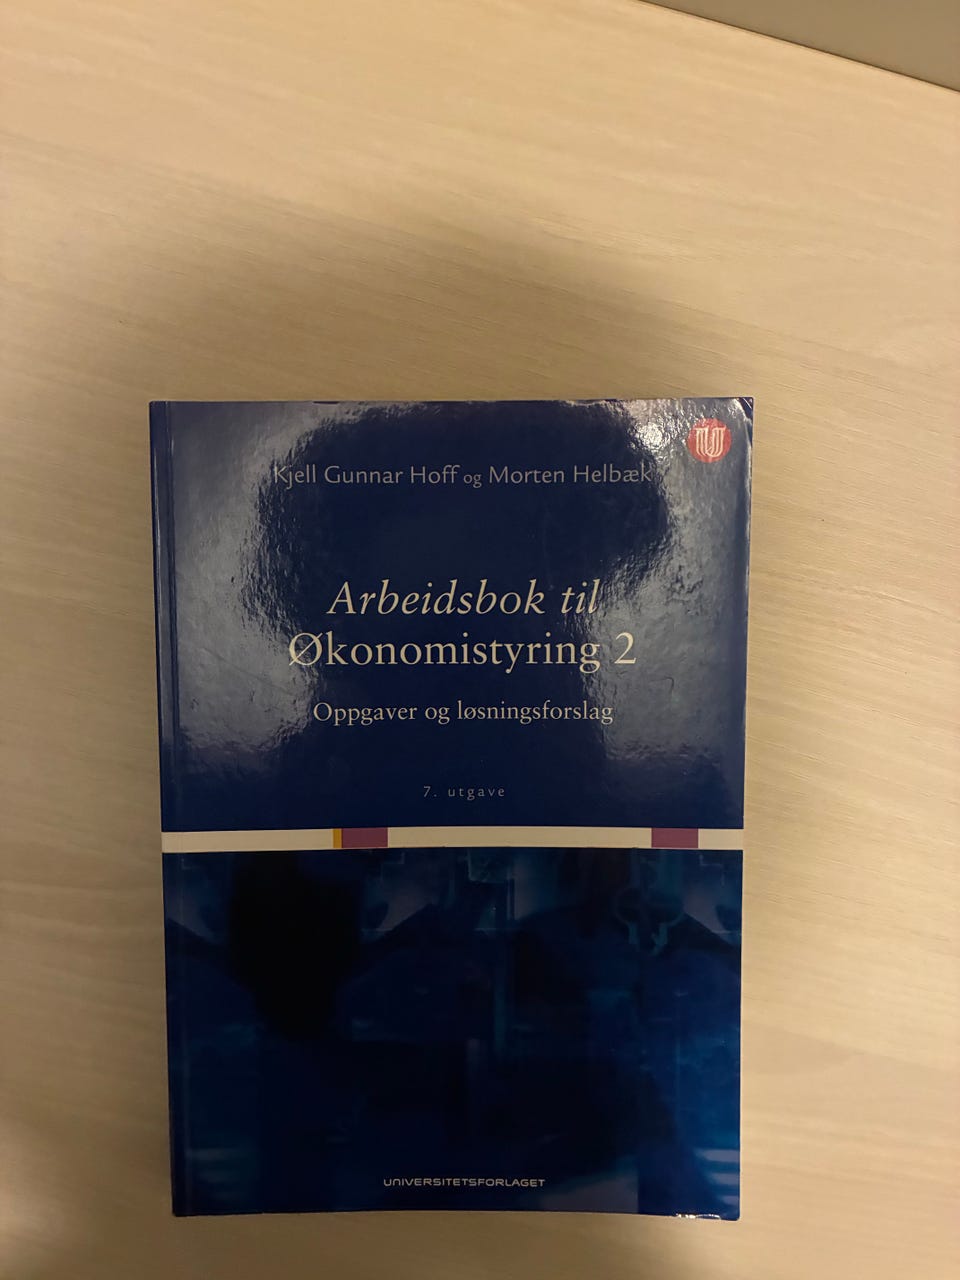 Kjell Gunnar Hoff og Morten Helbæk
Arbeidsbok til
Økonomistyring 2
Oppgaver og løsningsforslag
7. utgave
UNIVERSITETSFORLAGET